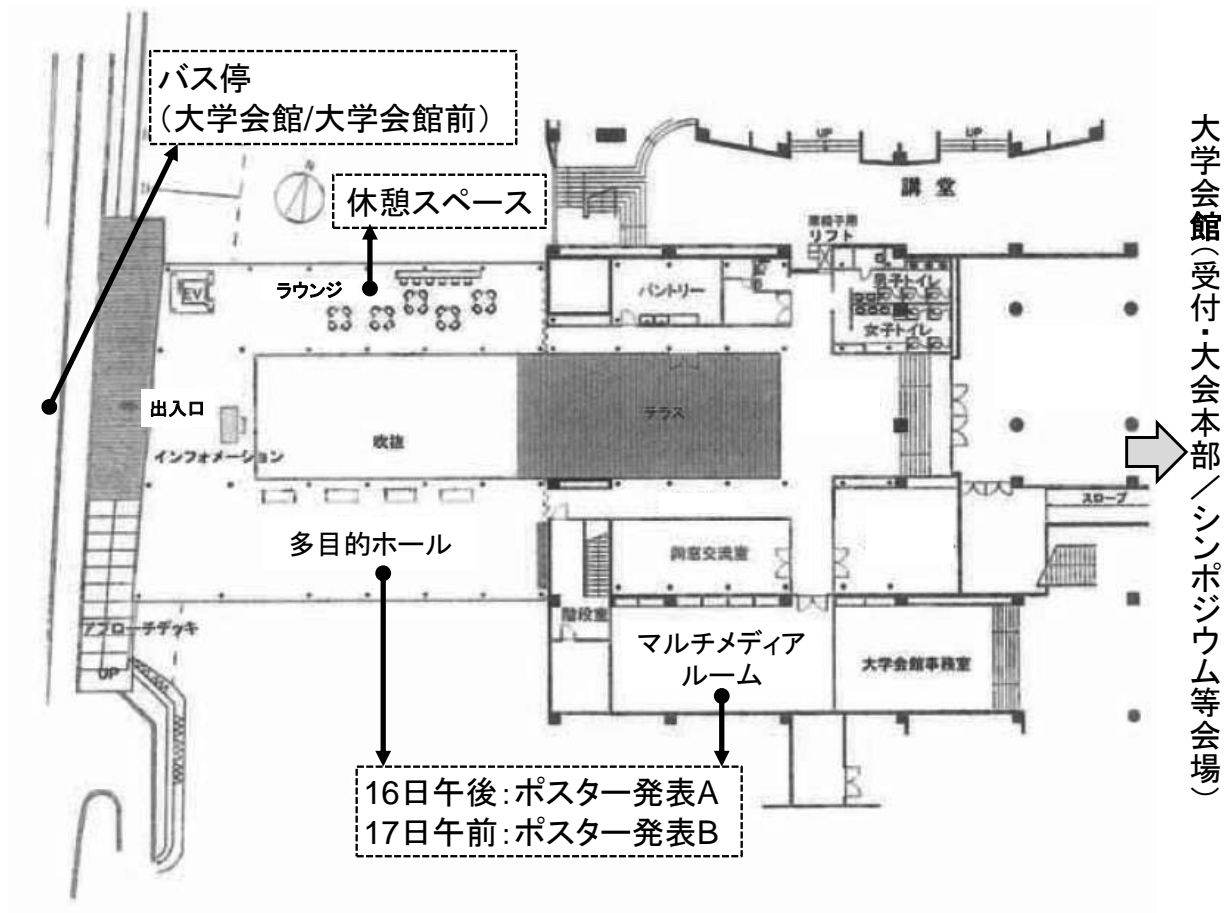 バス停
(大学会館/大学会館前)
N
休憩スペース
UP
UP
講堂
車椅子用
リフト
EV
ラウンジ
パントリー
男子トイレ
女子トイレ
出入口
インフォメーション
吹抜
テラス
スロープ
多目的ホール
同窓交流室
階段室
アプローチデッキ
UP
マルチメディア
ルーム
大学会館事務室
16日午後:ポスター発表A
17日午前:ポスター発表B
大学会館(受付・大会本部/シンポジウム等会場)